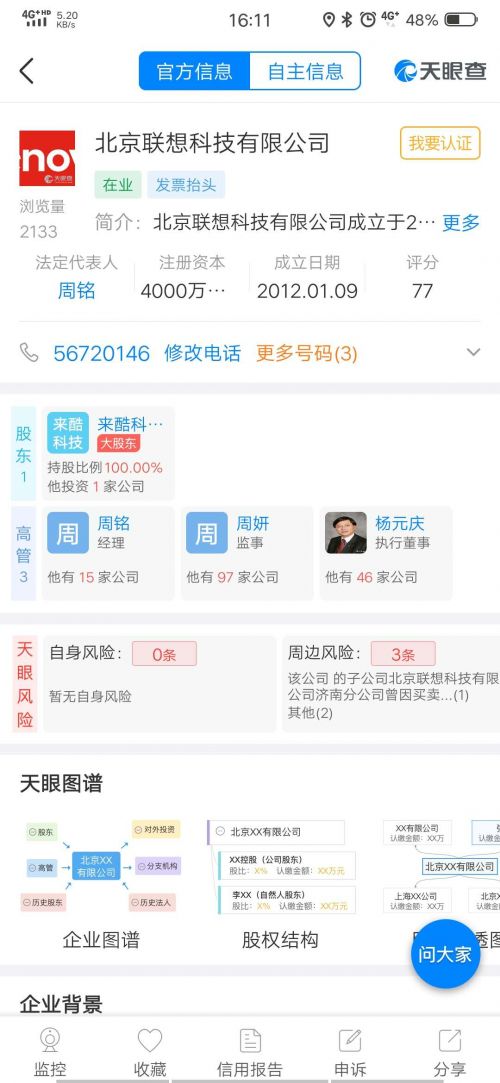 4G+HD 5.20 KB/s 16:11 4G+ 48%
官方信息 自主信息 天眼查
北京联想科技有限公司 我要认证
在业 发票抬头
浏览量
2133
简介：北京联想科技有限公司成立于2… 更多
法定代表人 注册资本 成立日期 评分
周铭 4000万… 2012.01.09 77
56720146 修改电话 更多号码(3)
股东1
来酷科技 来酷科…
大股东
持股比例100.00%
他投资 1 家公司
高管3
周 周铭 经理
他有 15 家公司
周 周妍 监事
他有 97 家公司
杨元庆 执行董事
他有 46 家公司
天眼风险
自身风险： 0条
暂无自身风险
周边风险： 3条
该公司 的子公司北京联想科技有限
公司济南分公司曾因买卖...(1)
其他(2)
天眼图谱
股东 对外投资
高管 北京XX有限公司 分支机构
历史股东 历史法人
企业图谱
北京XX有限公司
XX控股（公司股东）
股比：X% 认缴金额：XX万元
李XX（自然人股东）
股比：X% 认缴金额：XX万元
股权结构
XX有限公司
认缴金额：XX万
北京XX有限公司
上海XX公司
认缴金额：XX万
北京X
认缴金
透图
问大家
企业背景
监控 收藏 信用报告 申诉 分享